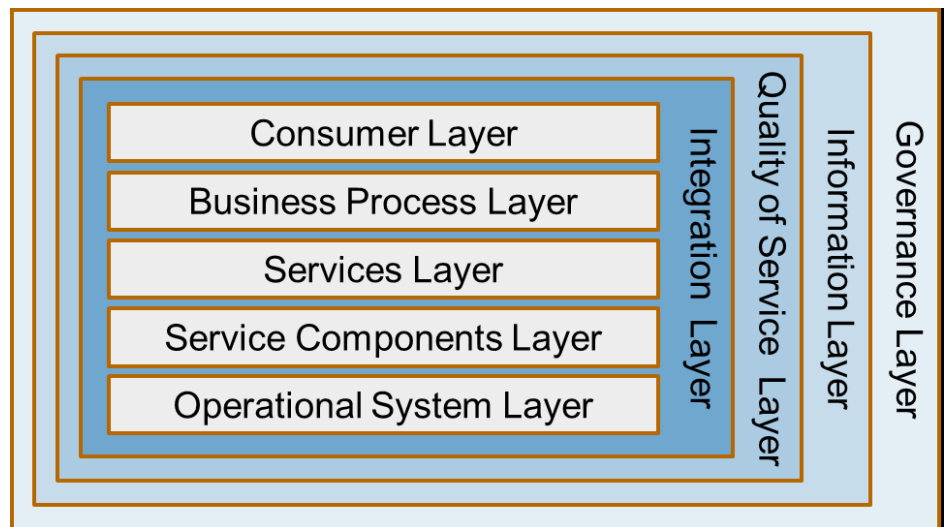 Consumer Layer
Business Process Layer
Services Layer
Service Components Layer
Operational System Layer
Integration Layer
Quality of Service Layer
Information Layer
Governance Layer